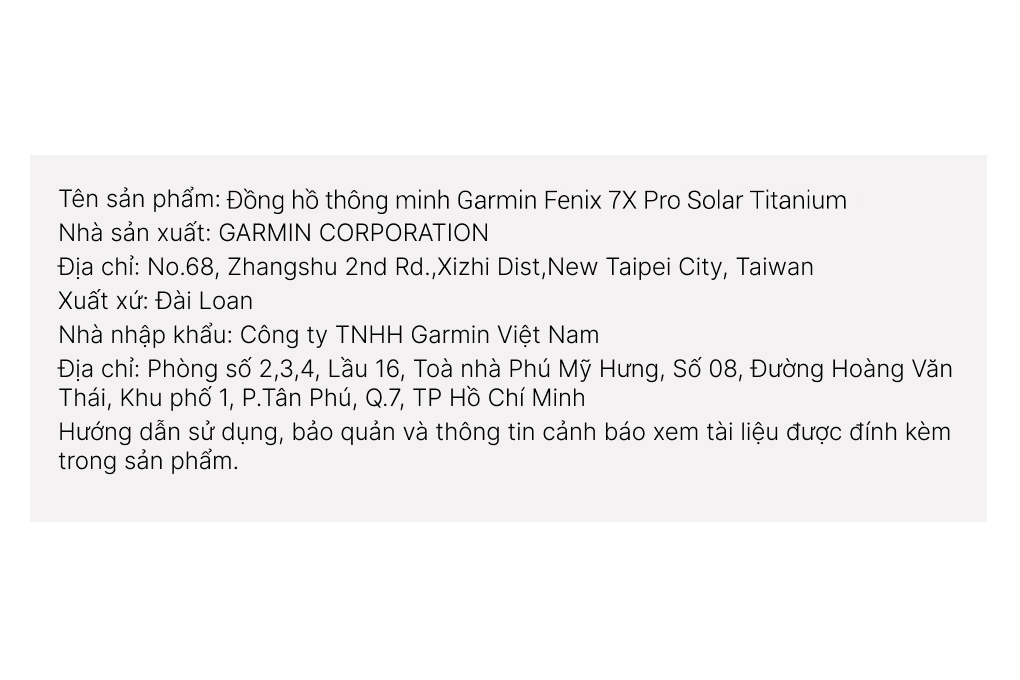 Tên sản phẩm: Đồng hồ thông minh Garmin Fenix 7X Pro Solar Titanium
Nhà sản xuất: GARMIN CORPORATION
Địa chỉ: No.68, Zhangshu 2nd Rd.,Xizhi Dist,New Taipei City, Taiwan
Xuất xứ: Đài Loan
Nhà nhập khẩu: Công ty TNHH Garmin Việt Nam
Địa chỉ: Phòng số 2,3,4, Lầu 16, Toà nhà Phú Mỹ Hưng, Số 08, Đường Hoàng Văn
Thái, Khu phố 1, P.Tân Phú, Q.7, TP Hồ Chí Minh
Hướng dẫn sử dụng, bảo quản và thông tin cảnh báo xem tài liệu được đính kèm
trong sản phẩm.